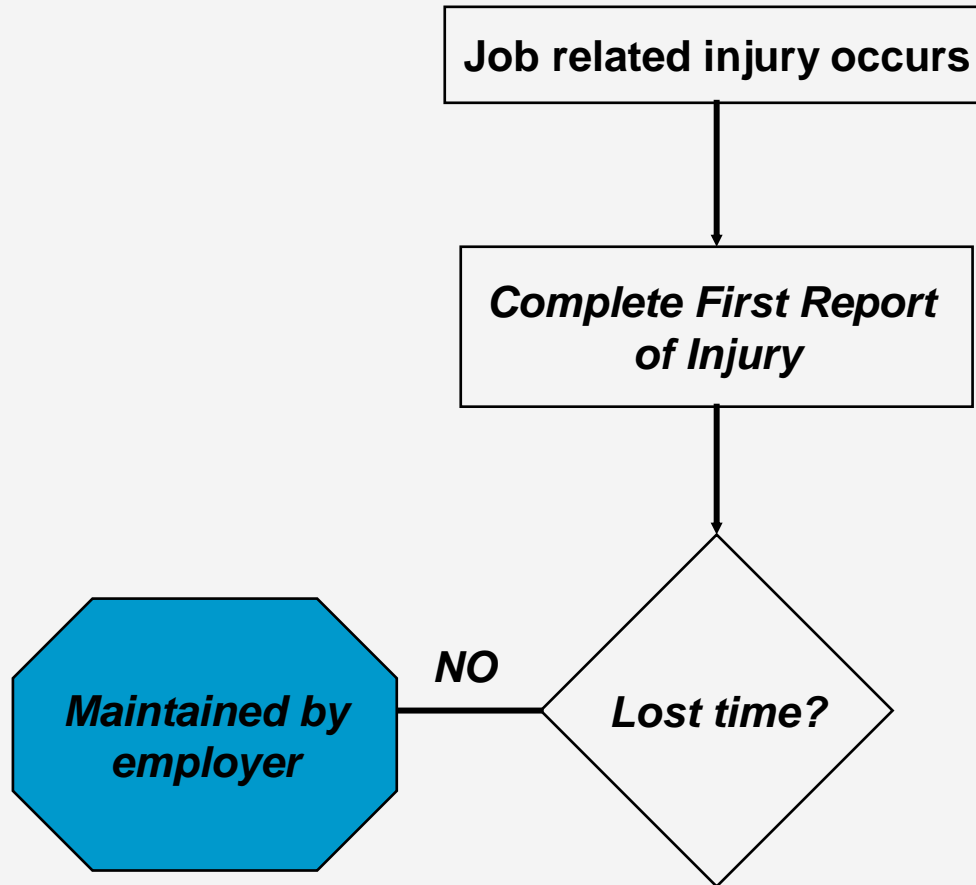 Job related injury occurs
Complete First Report
of Injury
NO
Maintained by
employer
Lost time?